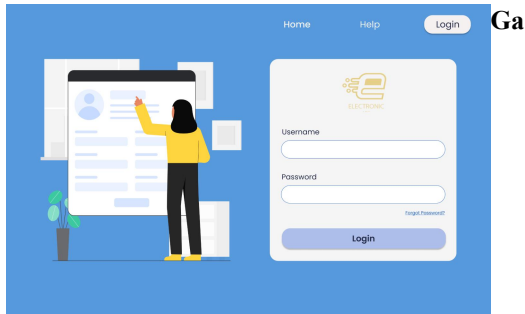 Home Help Login
Ga
ELECTRONIC
Username
Password
Forgot Password?
Login